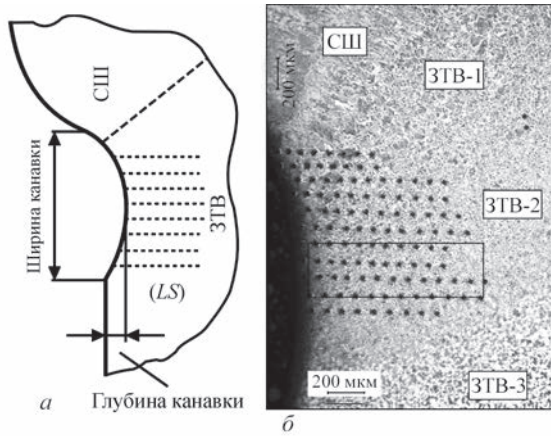 СШ
Ширина канавки
ЗТВ
(LS)
а
Глубина канавки
СШ
200 мкм
ЗТВ-1
ЗТВ-2
200 мкм
ЗТВ-3
б